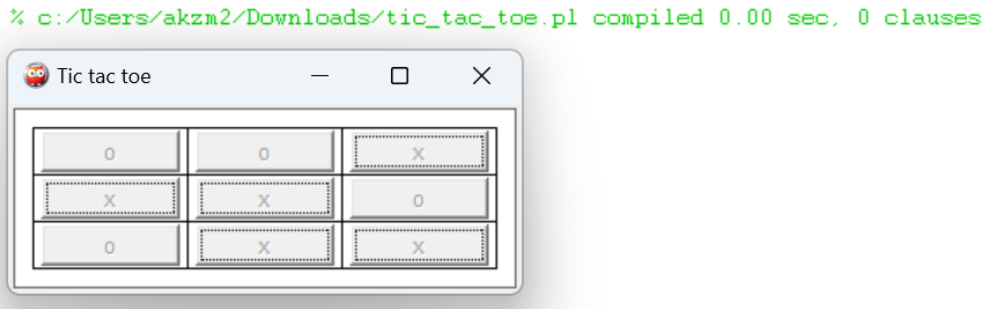 % c:/Users/akzm2/Downloads/tic_tac_toe.pl compiled 0.00 sec, 0 clauses
Tic tac toe
o o x
x x o
o x x